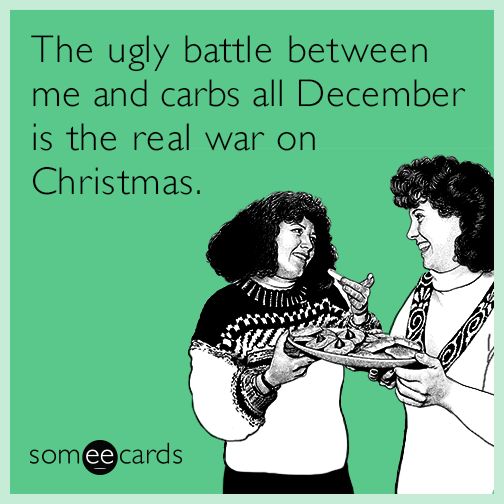 The ugly battle between
me and carbs all December
is the real war on
Christmas.
someecards